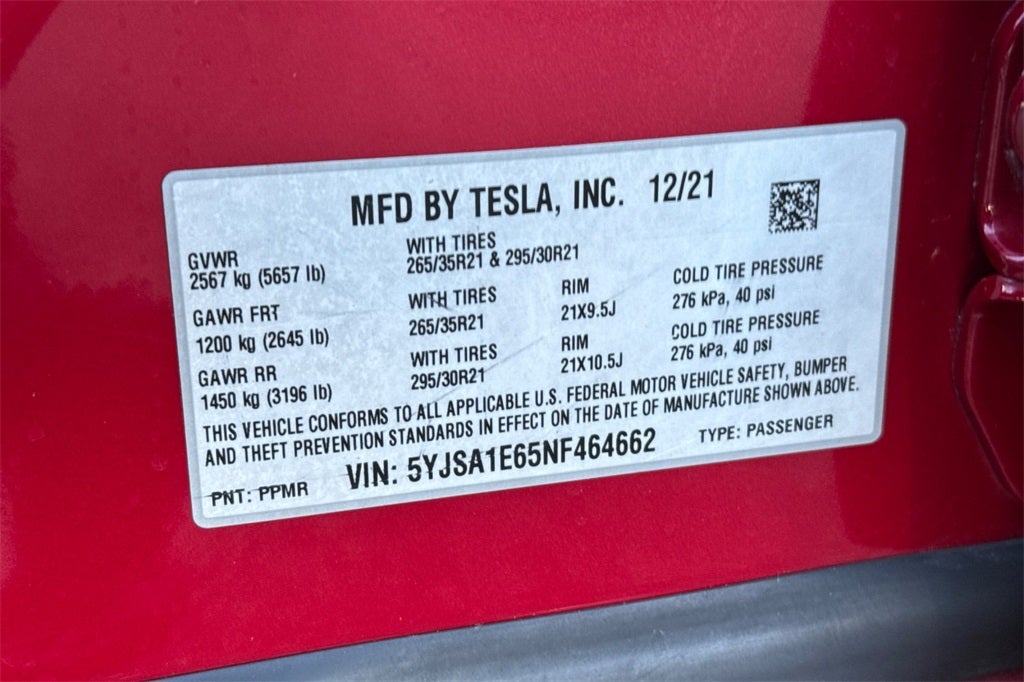 MFD BY TESLA, INC. 12/21
GVWR
2567 kg (5657 lb)
WITH TIRES
265/35R21 & 295/30R21
GAWR FRT
1200 kg (2645 lb)
WITH TIRES
265/35R21
RIM
21X9.5J
COLD TIRE PRESSURE
276 kPa, 40 psi
GAWR RR
1450 kg (3196 lb)
WITH TIRES
295/30R21
RIM
21X10.5J
COLD TIRE PRESSURE
276 kPa, 40 psi
THIS VEHICLE CONFORMS TO ALL APPLICABLE U.S. FEDERAL MOTOR VEHICLE SAFETY, BUMPER
AND THEFT PREVENTION STANDARDS IN EFFECT ON THE DATE OF MANUFACTURE SHOWN ABOVE.
PNT: PPMR VIN: 5YJSA1E65NF464662 TYPE: PASSENGER